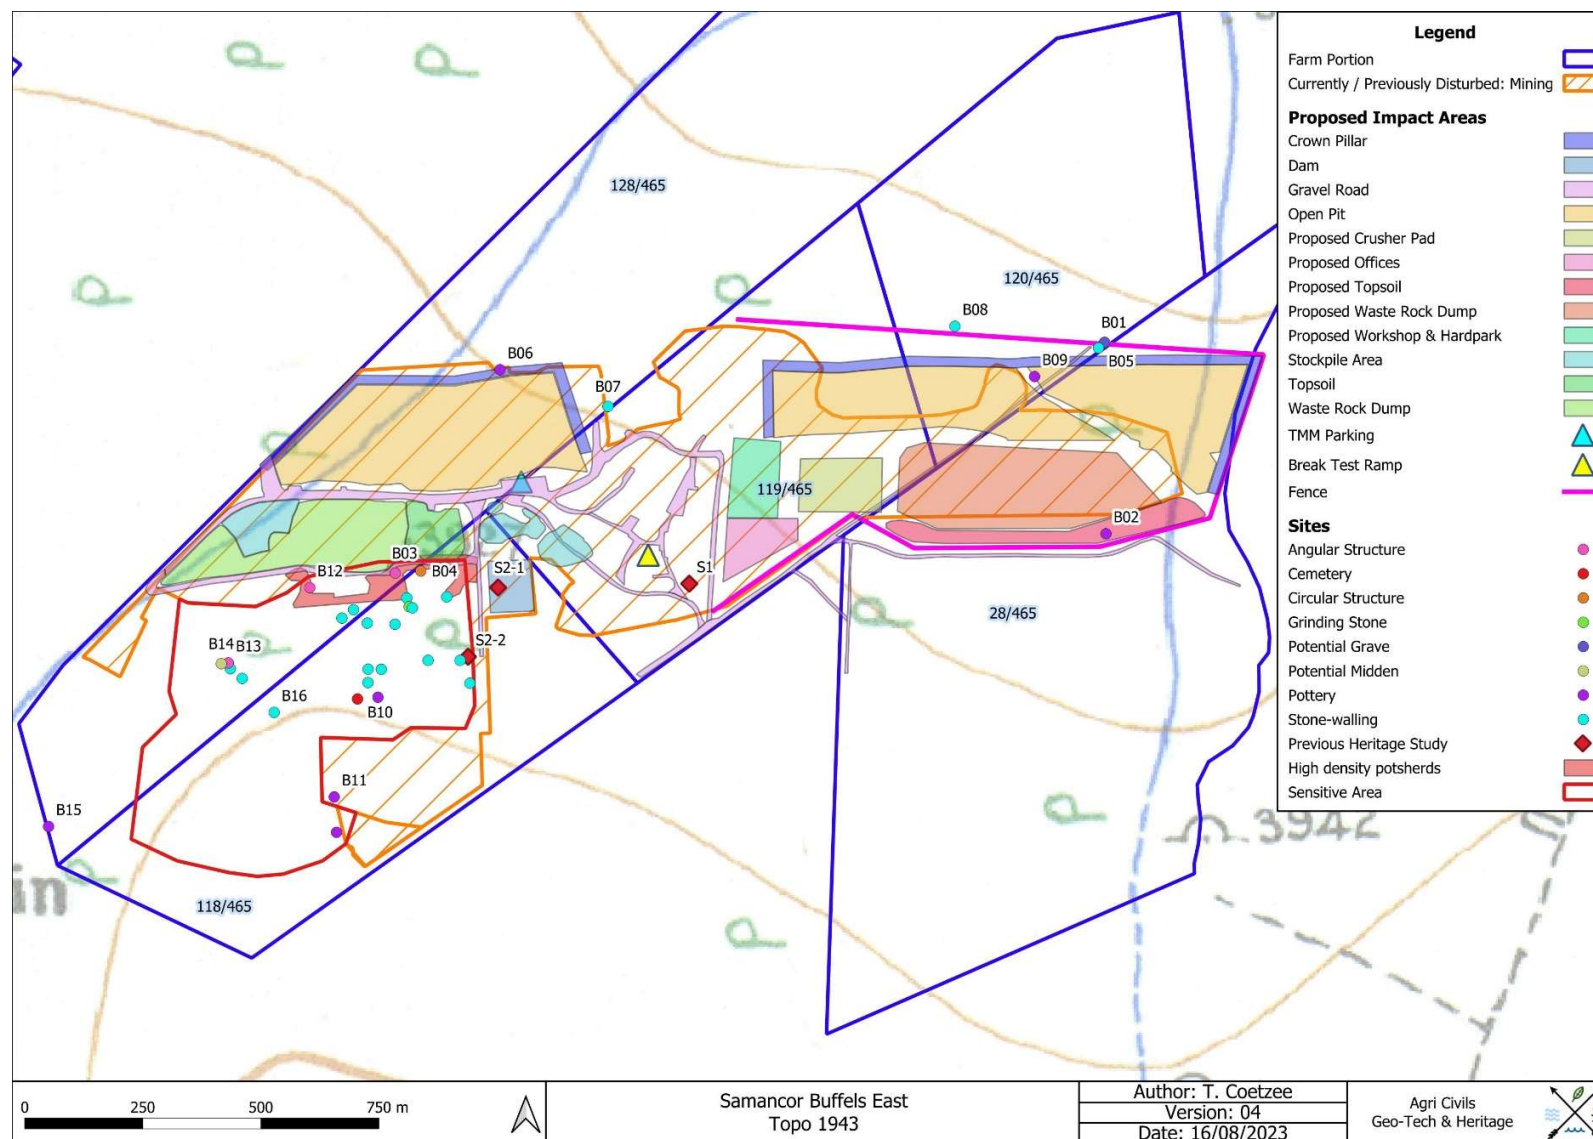 128/465
120/465
B08
B01
B09
B05
B06
B07
119/465
B02
3927
B03
B12
B04
S2-1
S1
28/465
S2-2
B14
B13
B16
B10
B11
B15
3942
in
118/465
Legend
Farm Portion
Currently / Previously Disturbed: Mining
Proposed Impact Areas
Crown Pillar
Dam
Gravel Road
Open Pit
Proposed Crusher Pad
Proposed Offices
Proposed Topsoil
Proposed Waste Rock Dump
Proposed Workshop & Hardpark
Stockpile Area
Topsoil
Waste Rock Dump
TMM Parking
Break Test Ramp
Fence
Sites
Angular Structure
Cemetery
Circular Structure
Grinding Stone
Potential Grave
Potential Midden
Pottery
Stone-walling
Previous Heritage Study
High density potsherds
Sensitive Area
0 250 500 750 m
Samancor Buffels East
Topo 1943
Author: T. Coetzee
Version: 04
Date: 16/08/2023
Agri Civils
Geo-Tech & Heritage